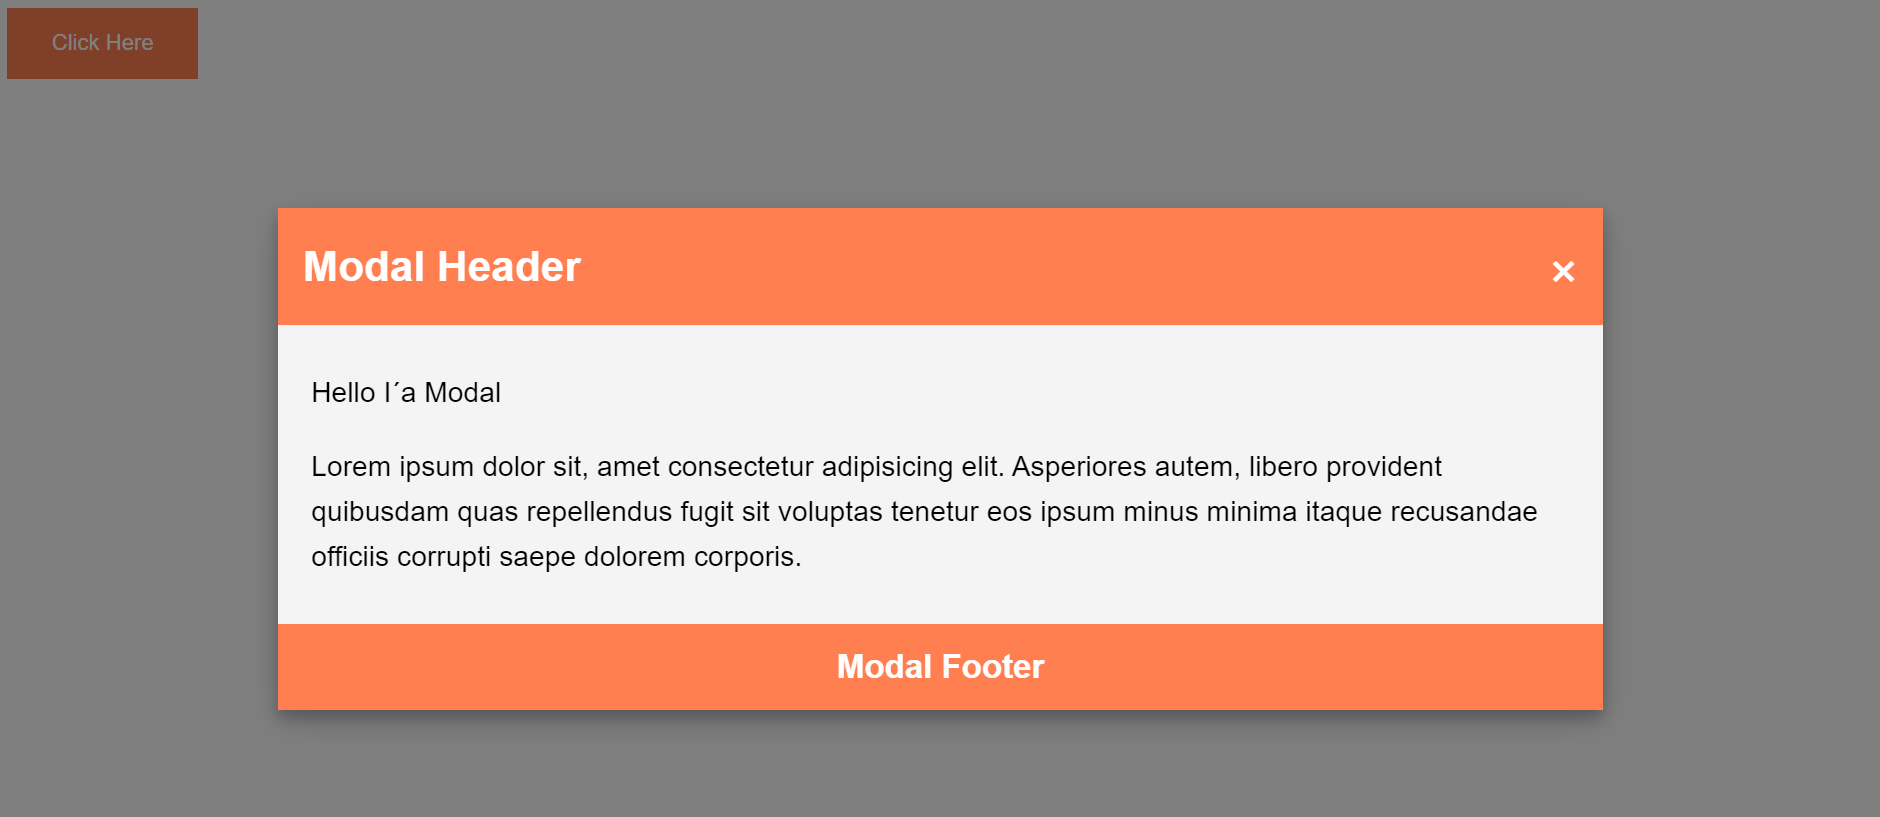 Click Here
Modal Header
×
Hello I´a Modal
Lorem ipsum dolor sit, amet consectetur adipisicing elit. Asperiores autem, libero provident
quibusdam quas repellendus fugit sit voluptas tenetur eos ipsum minus minima itaque recusandae
officiis corrupti saepe dolorem corporis.
Modal Footer